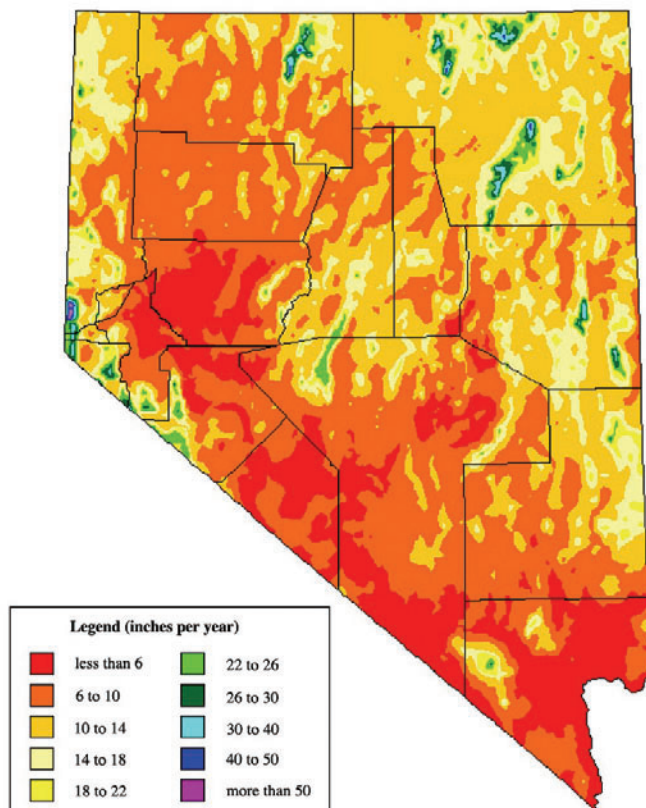 Legend (inches per year)
less than 6
6 to 10
10 to 14
14 to 18
18 to 22
22 to 26
26 to 30
30 to 40
40 to 50
more than 50